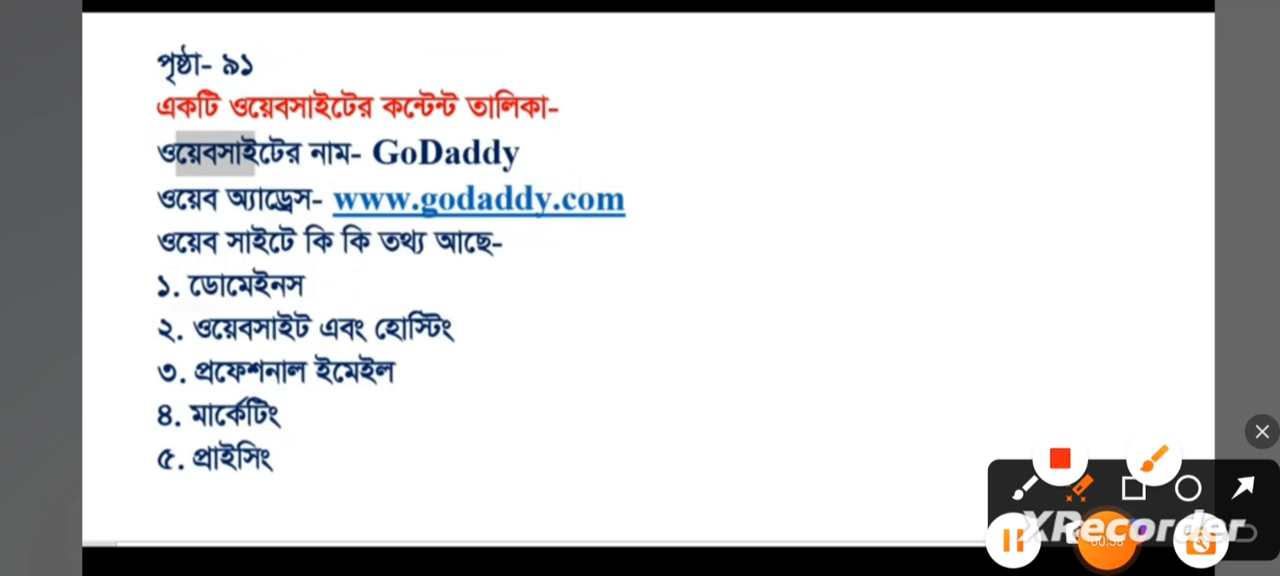 পৃষ্ঠা- ৯১
একটি ওয়েবসাইটের কন্টেন্ট তালিকা-
ওয়েবসাইটের নাম- GoDaddy
ওয়েব অ্যাড্রেস- www.godaddy.com
ওয়েব সাইটে কি কি তথ্য আছে-
১. ডোমেইনস
২. ওয়েবসাইট এবং হোস্টিং
৩. প্রফেশনাল ইমেইল
৪. মার্কেটিং
৫. প্রাইসিং
XRecorder